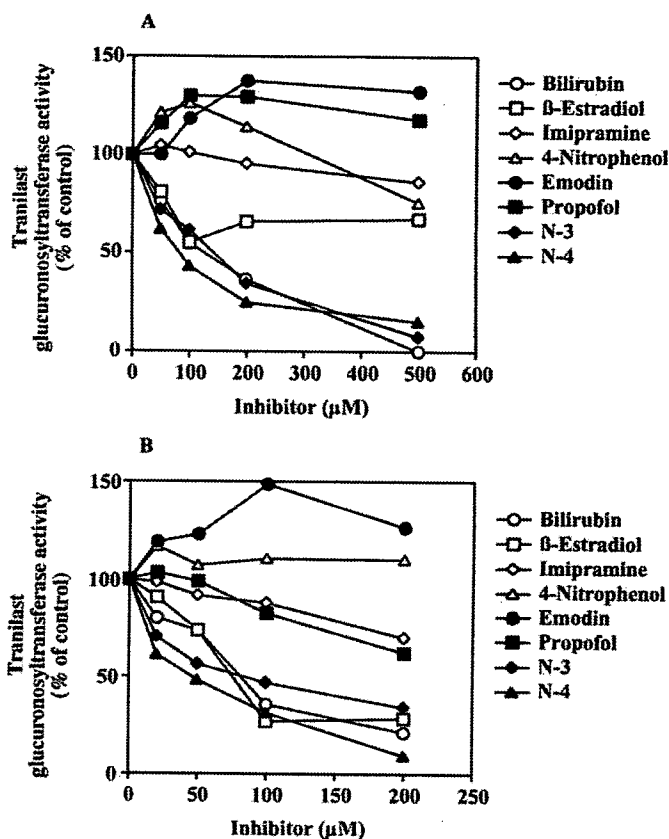 A
Tranilast
glucuronosyltransferase activity
(% of control)
150
100
50
0
0 100 200 300 400 500 600
Inhibitor (µM)
Bilirubin
ß-Estradiol
Imipramine
4-Nitrophenol
Emodin
Propofol
N-3
N-4
B
Tranilast
glucuronosyltransferase activity
(% of control)
150
100
50
0
0 50 100 150 200 250
Inhibitor (µM)
Bilirubin
ß-Estradiol
Imipramine
4-Nitrophenol
Emodin
Propofol
N-3
N-4